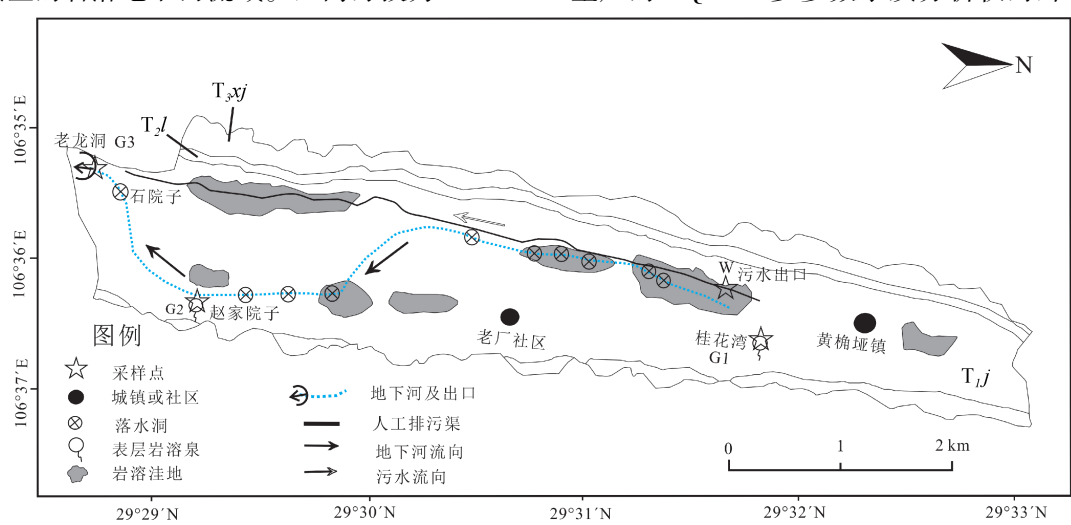 N
T₃xj
T₂l
老龙洞 G3
石院子
W 污水出口
G2 赵家院子
老厂社区
桂花湾
G1
黄桷垭镇
T₁j
图例
采样点
城镇或社区
落水洞
表层岩溶泉
岩溶洼地
地下河及出口
人工排污渠
地下河流向
污水流向
0 1 2 km
106°35′E
106°36′E
106°37′E
29°29′N 29°30′N 29°31′N 29°32′N 29°33′N